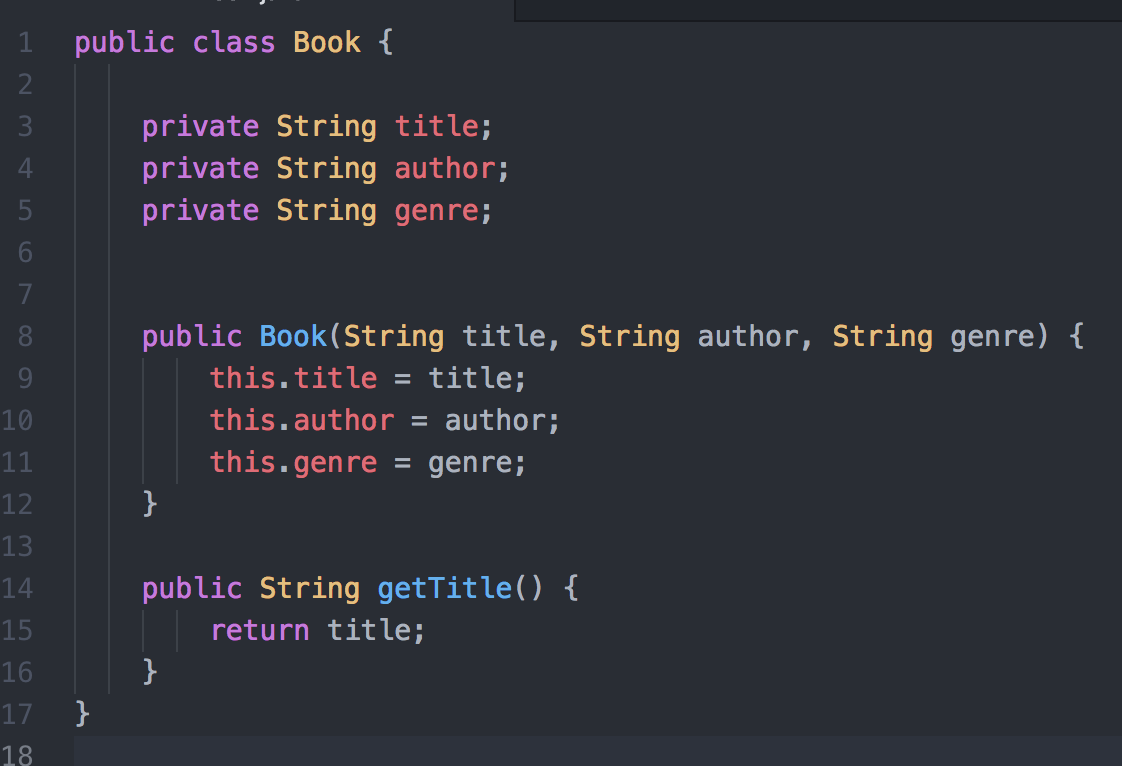 1 public class Book {
2
3     private String title;
4     private String author;
5     private String genre;
6
7
8     public Book(String title, String author, String genre) {
9         this.title = title;
10         this.author = author;
11         this.genre = genre;
12     }
13
14     public String getTitle() {
15         return title;
16     }
17 }
18